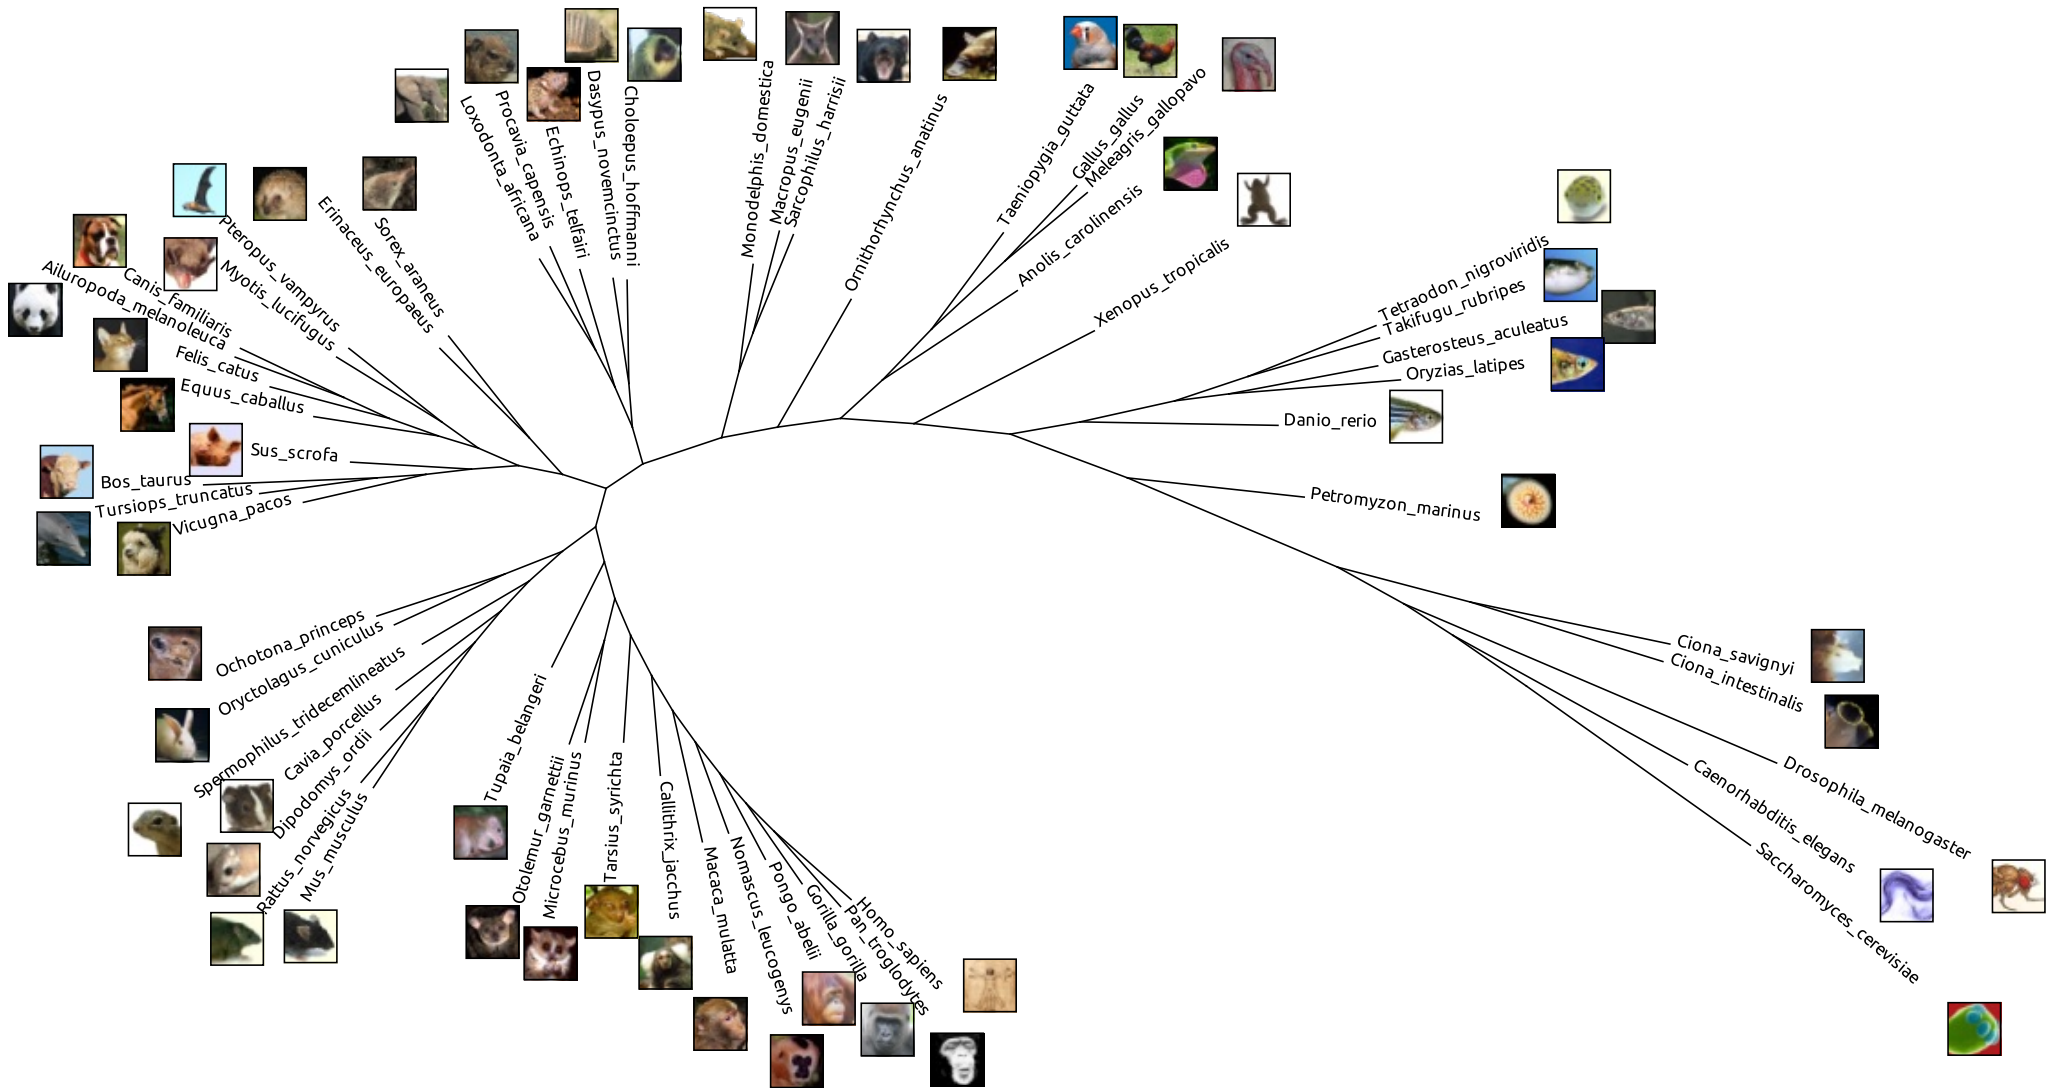 Loxodonta_africana
Procavia_capensis
Echinops_telfairi
Dasypus_novemcinctus
Choloepus_hoffmanni
Monodelphis_domestica
Macropus_eugenii
Sarcophilus_harrisii
Ornithorhynchus_anatinus
Taeniopygia_guttata
Gallus_gallus
Meleagris_gallopavo
Anolis_carolinensis
Xenopus_tropicalis
Tetraodon_nigroviridis
Takifugu_rubripes
Gasterosteus_aculeatus
Oryzias_latipes
Danio_rerio
Petromyzon_marinus
Ciona_savignyi
Ciona_intestinalis
Drosophila_melanogaster
Caenorhabditis_elegans
Saccharomyces_cerevisiae
Homo_sapiens
Pan_troglodytes
Gorilla_gorilla
Pongo_abelii
Nomascus_leucogenys
Macaca_mulatta
Callithrix_jacchus
Tarsius_syrichta
Microcebus_murinus
Otolemur_garnettii
Tupaia_belangeri
Mus_musculus
Rattus_norvegicus
Dipodomys_ordii
Cavia_porcellus
Spermophilus_tridecemlineatus
Oryctolagus_cuniculus
Ochotona_princeps
Vicugna_pacos
Tursiops_truncatus
Bos_taurus
Sus_scrofa
Equus_caballus
Felis_catus
Ailuropoda_melanoleuca
Canis_familiaris
Myotis_lucifugus
Pteropus_vampyrus
Erinaceus_europaeus
Sorex_araneus